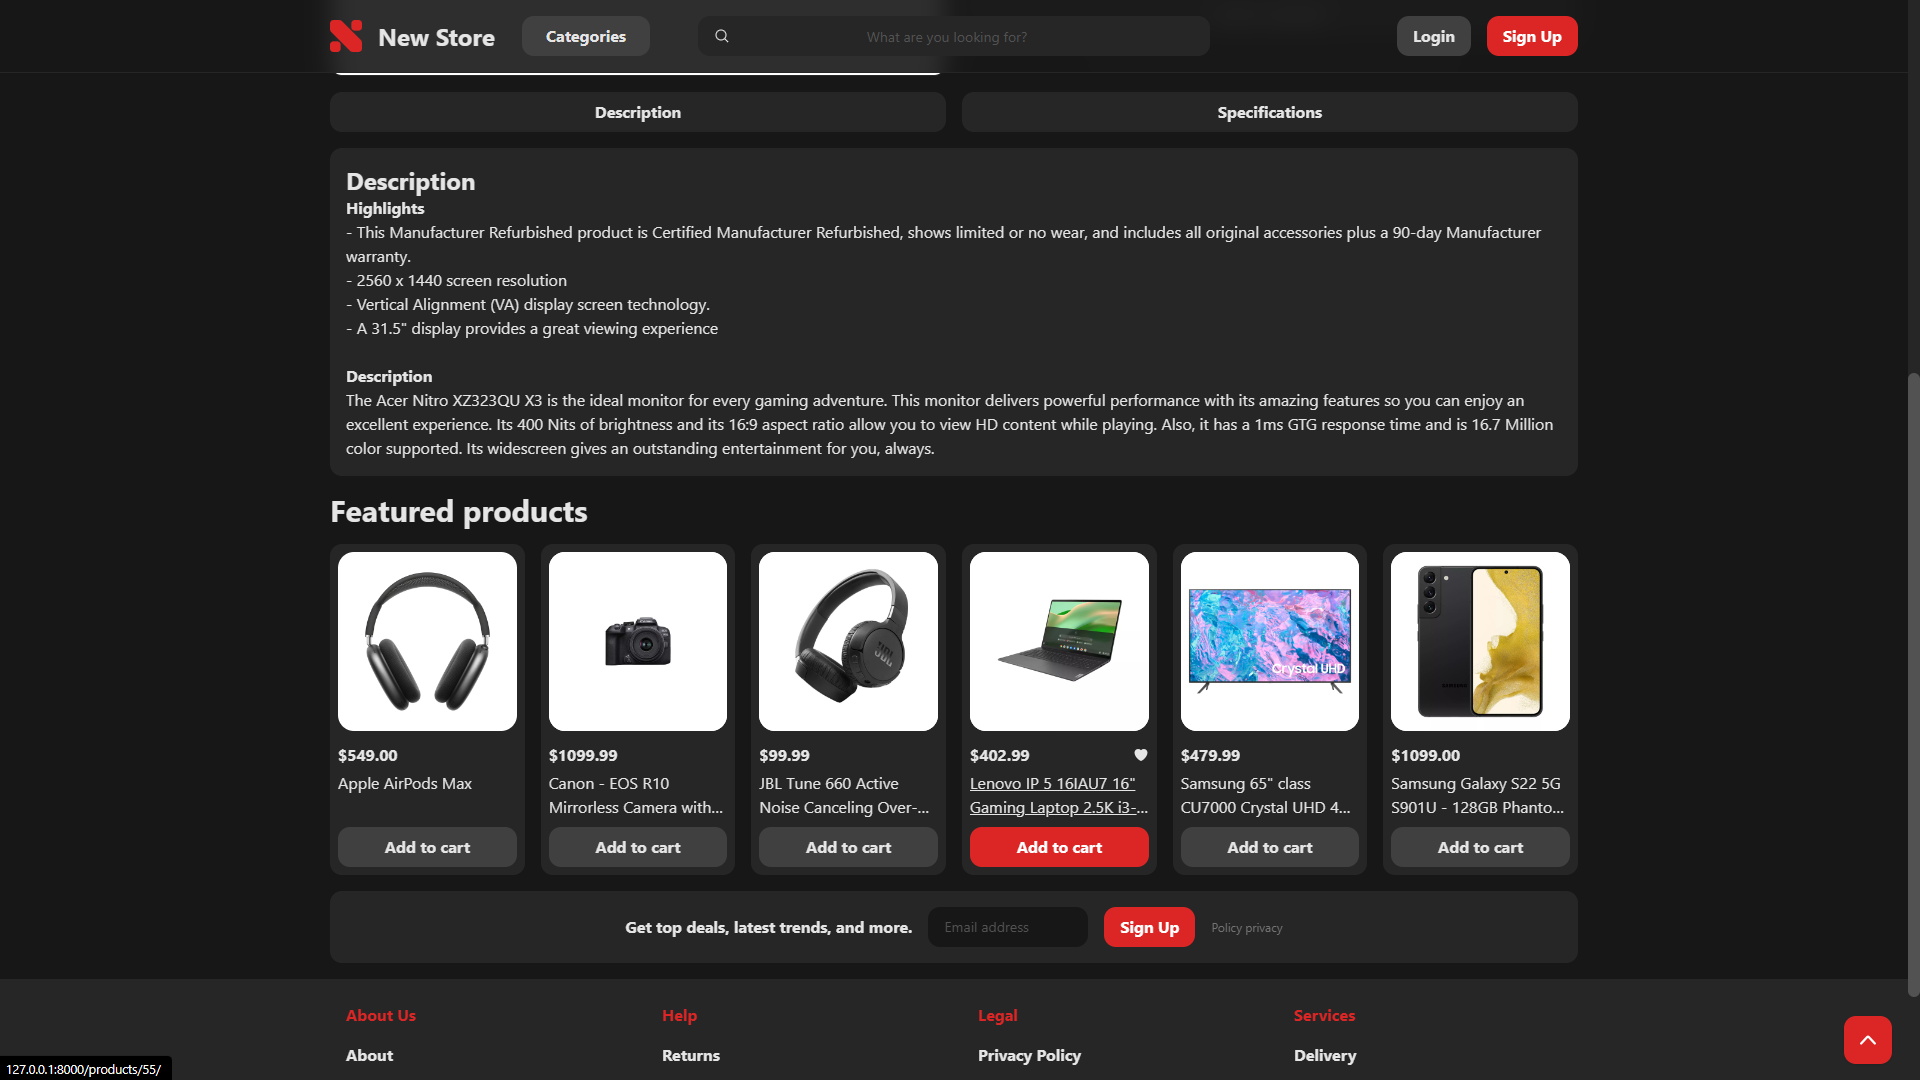 New Store
Categories
What are you looking for?
Login
Sign Up
Description
Specifications
Description
Highlights
- This Manufacturer Refurbished product is Certified Manufacturer Refurbished, shows limited or no wear, and includes all original accessories plus a 90-day Manufacturer
warranty.
- 2560 x 1440 screen resolution
- Vertical Alignment (VA) display screen technology.
- A 31.5" display provides a great viewing experience
Description
The Acer Nitro XZ323QU X3 is the ideal monitor for every gaming adventure. This monitor delivers powerful performance with its amazing features so you can enjoy an
excellent experience. Its 400 Nits of brightness and its 16:9 aspect ratio allow you to view HD content while playing. Also, it has a 1ms GTG response time and is 16.7 Million
color supported. Its widescreen gives an outstanding entertainment for you, always.
Featured products
JBL
Crystal UHD
SAMSUNG
$549.00
Apple AirPods Max
Add to cart
$1099.99
Canon - EOS R10
Mirrorless Camera with...
Add to cart
$99.99
JBL Tune 660 Active
Noise Canceling Over-...
Add to cart
$402.99
Lenovo IP 5 16IAU7 16"
Gaming Laptop 2.5K i3-...
Add to cart
$479.99
Samsung 65" class
CU7000 Crystal UHD 4...
Add to cart
$1099.00
Samsung Galaxy S22 5G
S901U - 128GB Phanto...
Add to cart
Get top deals, latest trends, and more.
Email address
Sign Up
Policy privacy
About Us
Help
Legal
Services
About
Returns
Privacy Policy
Delivery
127.0.0.1:8000/products/55/